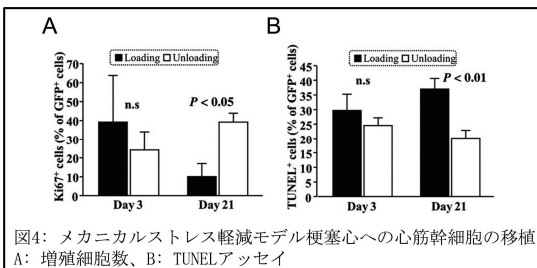 A
Loading Unloading
Ki67⁺ cells (% of GFP⁺ cells)
70
60
50
40
30
20
10
0
n.s
P < 0.05
Day 3 Day 21
B
Loading Unloading
TUNEL⁺ cells (% of GFP⁺ cells)
45
40
35
30
25
20
15
10
5
0
n.s
P < 0.01
Day 3 Day 21
図4: メカニカルストレス軽減モデル梗塞心への心筋幹細胞の移植
A: 増殖細胞数、B: TUNELアッセイ